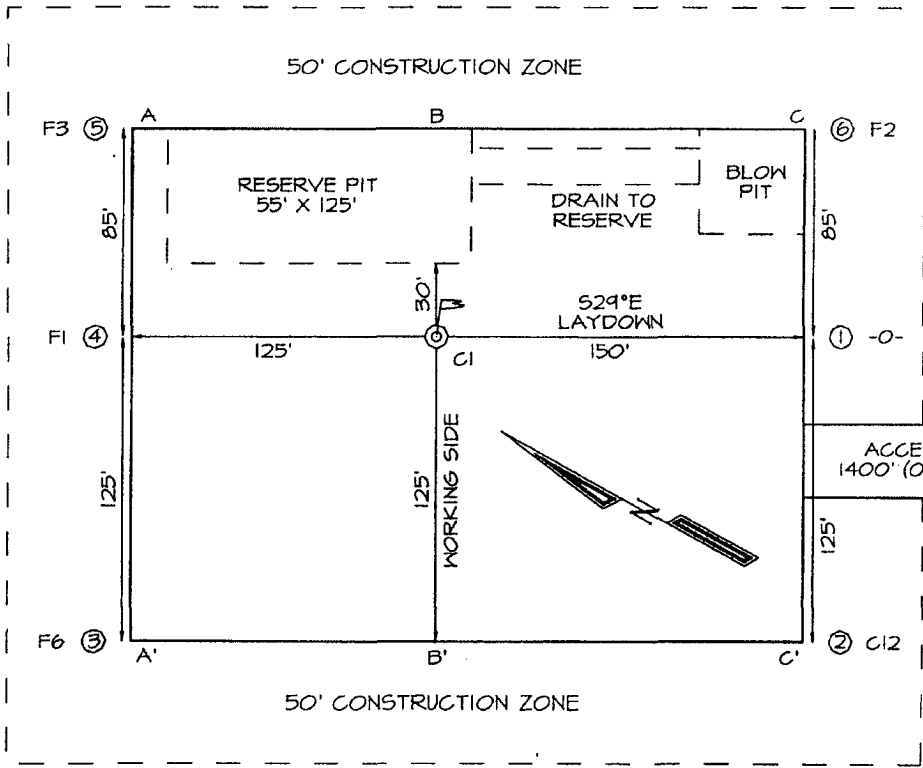 50' CONSTRUCTION ZONE
A B C
F3 ⑤ ⑥ F2
RESERVE PIT
55' X 125'
BLOW
PIT
DRAIN TO
RESERVE
85' 85'
30'
S29°E
LAYDOWN
F1 ④ ① -0-
125' C1 150'
WORKING SIDE
125' 125' 125'
N
ACCE
1400' (O
F6 ③ ② C12
A' B' C'
50' CONSTRUCTION ZONE